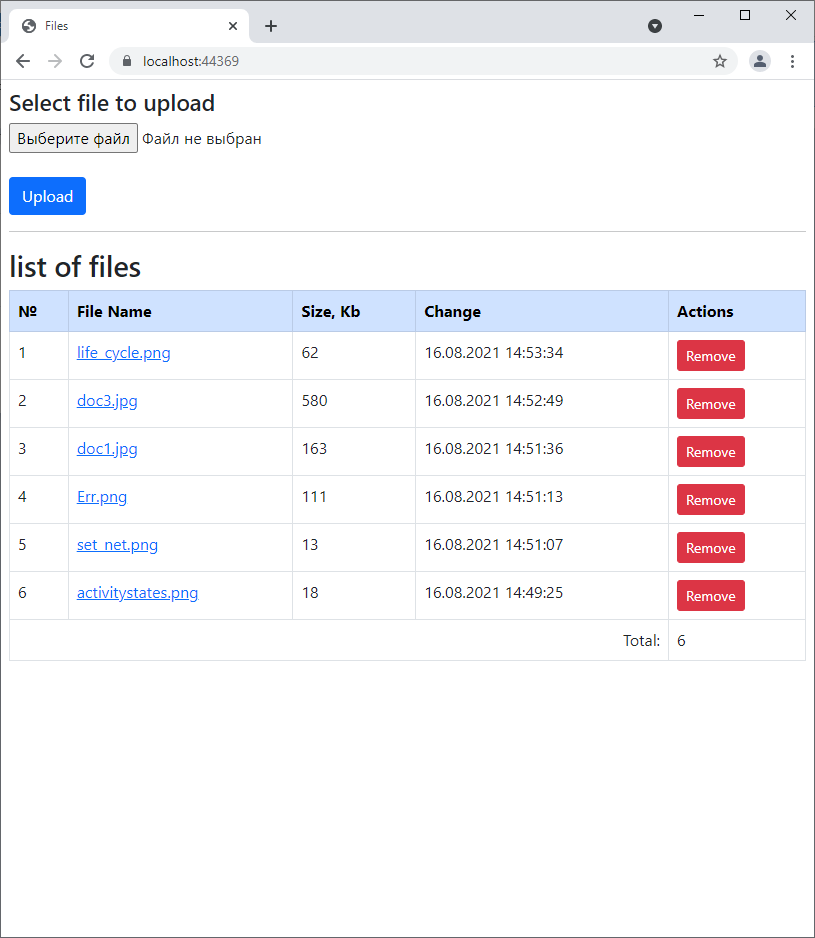 Files
localhost:44369
Select file to upload
Выберите файл Файл не выбран
Upload
list of files
№ File Name Size, Kb Change Actions
1 life_cycle.png 62 16.08.2021 14:53:34 Remove
2 doc3.jpg 580 16.08.2021 14:52:49 Remove
3 doc1.jpg 163 16.08.2021 14:51:36 Remove
4 Err.png 111 16.08.2021 14:51:13 Remove
5 set_net.png 13 16.08.2021 14:51:07 Remove
6 activitystates.png 18 16.08.2021 14:49:25 Remove
Total: 6